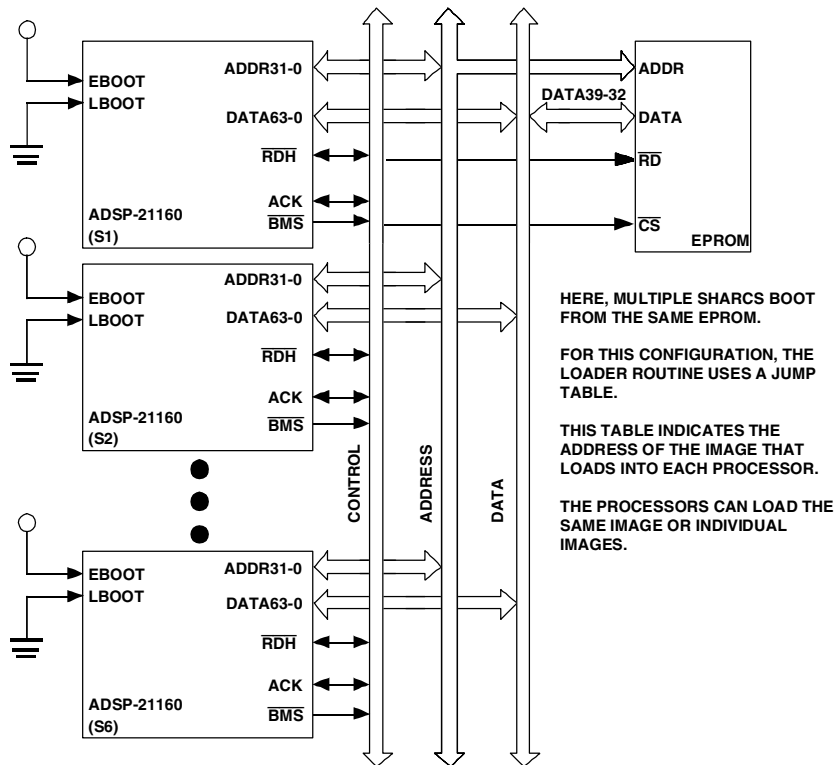 EBOOT
LBOOT
ADDR31-0
DATA63-0
RDH
ACK
BMS
ADSP-21160
(S1)
ADDR
DATA39-32
DATA
RD
CS
EPROM
EBOOT
LBOOT
ADDR31-0
DATA63-0
RDH
ACK
BMS
ADSP-21160
(S2)
CONTROL
ADDRESS
DATA
HERE, MULTIPLE SHARCS BOOT
FROM THE SAME EPROM.
FOR THIS CONFIGURATION, THE
LOADER ROUTINE USES A JUMP
TABLE.
THIS TABLE INDICATES THE
ADDRESS OF THE IMAGE THAT
LOADS INTO EACH PROCESSOR.
THE PROCESSORS CAN LOAD THE
SAME IMAGE OR INDIVIDUAL
IMAGES.
EBOOT
LBOOT
ADDR31-0
DATA63-0
RDH
ACK
BMS
ADSP-21160
(S6)